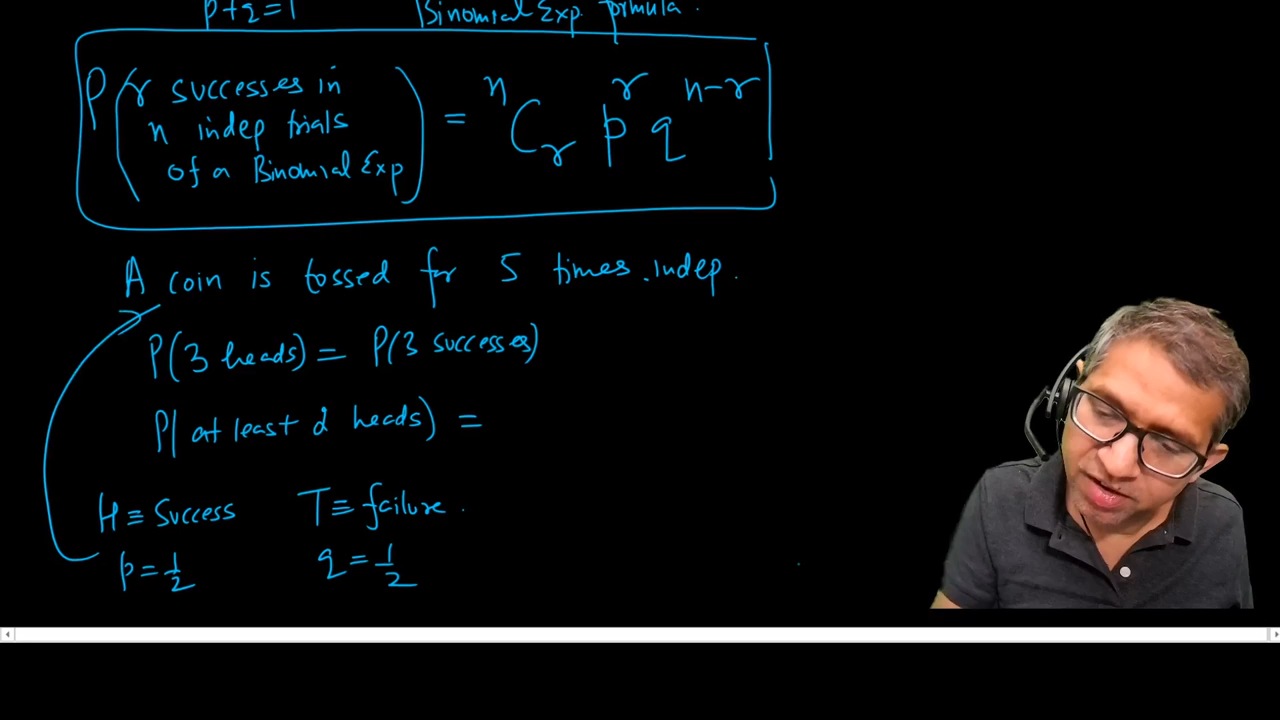 p+q=1 Binomial Exp. formula.
P(r successes in n indep trials of a Binomial Exp) = ⁿCᵣ pʳ qⁿ⁻ʳ
A coin is tossed for 5 times indep.
P(3 heads) = P(3 successes)
P(at least 2 heads) =
H ≡ Success T ≡ failure.
p = 1/2 q = 1/2